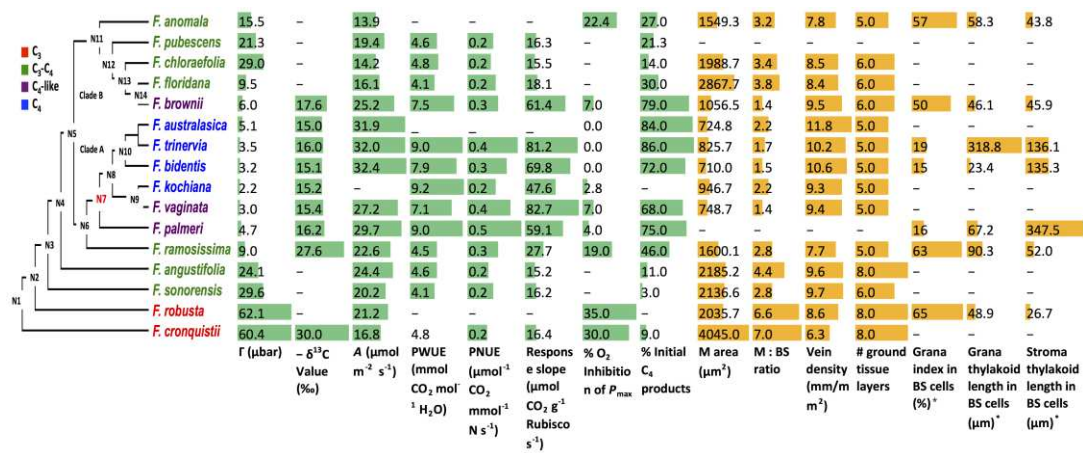 F. anomala 15.5 – 13.9 – – – 22.4 27.0 1549.3 3.2 7.8 5.0 57 58.3 43.8
N11
F. pubescens 21.3 – 19.4 4.6 0.2 16.3 – 21.3 – – – – – – –
C₃
N12
F. chloraefolia 29.0 – 14.2 4.8 0.2 15.5 – 14.0 1988.7 3.4 8.5 6.0 – – –
C₃-C₄
N13
F. floridana 9.5 – 16.1 4.1 0.2 18.1 – 30.0 2867.7 3.8 8.4 6.0 – – –
C₄-like
Clade B N14
F. brownii 6.0 17.6 25.2 7.5 0.3 61.4 7.0 79.0 1056.5 1.4 9.5 6.0 50 46.1 45.9
C₄
F. australasica 5.1 15.0 31.9 – – – 0.0 84.0 724.8 2.2 11.8 5.0 – – –
N5
Clade A
F. trinervia 3.5 16.0 32.0 9.0 0.4 81.2 0.0 86.0 825.7 1.7 10.2 5.0 19 318.8 136.1
N10
F. bidentis 3.2 15.1 32.4 7.9 0.3 69.8 0.0 72.0 710.0 1.5 10.6 5.0 15 23.4 135.3
N8
F. kochiana 2.2 15.2 – 9.2 0.3 47.6 2.8 – 946.7 2.2 9.3 5.0 – – –
N7 N9
F. vaginata 3.0 15.4 27.2 7.1 0.4 82.7 7.0 68.0 748.7 1.4 9.4 5.0 – – –
N4
F. palmeri 4.7 16.2 29.7 9.0 0.5 59.1 4.0 75.0 – – – – 16 67.2 347.5
N6
F. ramosissima 9.0 27.6 22.6 4.5 0.3 27.7 19.0 46.0 1600.1 2.8 7.7 5.0 63 90.3 52.0
N3
F. angustifolia 24.1 – 24.4 4.6 0.2 15.2 – 11.0 2185.2 4.4 9.6 8.0 – – –
N2
F. sonorensis 29.6 – 20.2 4.1 0.2 16.2 – 3.0 2136.6 2.8 9.7 6.0 – – –
N1
F. robusta 62.1 – 21.2 – – – 35.0 – 2035.7 6.6 8.6 8.0 65 48.9 26.7
F. cronquistii 60.4 30.0 16.8 4.8 0.2 16.4 30.0 9.0 4045.0 7.0 6.3 8.0 – – –
Γ (μbar)
– δ¹³C
Value
(‰)
A (μmol
m⁻² s⁻¹)
PWUE
(mmol
CO₂ mol⁻
¹ H₂O)
PNUE
(μmol⁻¹
CO₂
mmol⁻¹
N s⁻¹)
Respons
e slope
(μmol
CO₂ g⁻¹
Rubisco
s⁻¹)
% O₂
Inhibitio
n of Pmax
% Initial
C₄
products
M area
(μm²)
M : BS
ratio
Vein
density
(mm/m
m²)
# ground
tissue
layers
Grana
index in
BS cells
(%)*
Grana
thylakoid
length in
BS cells
(μm)*
Stroma
thylakoid
length in
BS cells
(μm)*